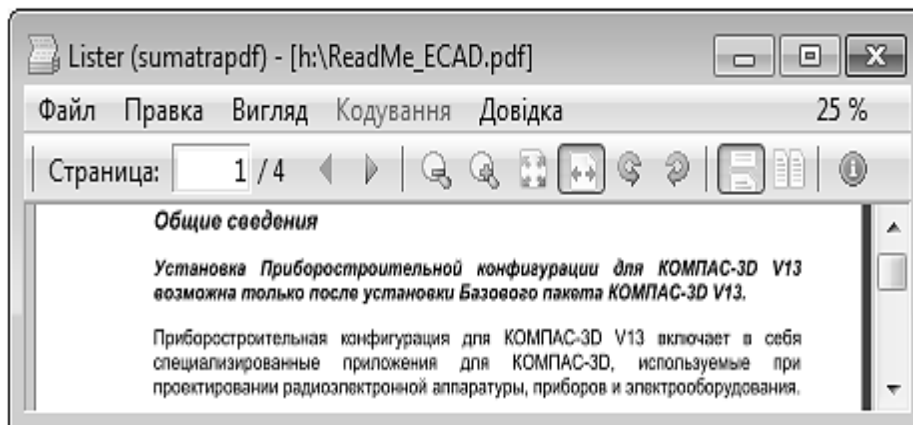 Lister (sumatrapdf) - [h:\ReadMe_ECAD.pdf]
Файл Правка Вигляд Кодування Довідка 25 %
Страница: 1 / 4
Общие сведения
Установка Приборостроительной конфигурации для КОМПАС-3D V13
возможна только после установки Базового пакета КОМПАС-3D V13.
Приборостроительная конфигурация для КОМПАС-3D V13 включает в себя
специализированные приложения для КОМПАС-3D, используемые при
проектировании радиоэлектронной аппаратуры, приборов и электрооборудования.